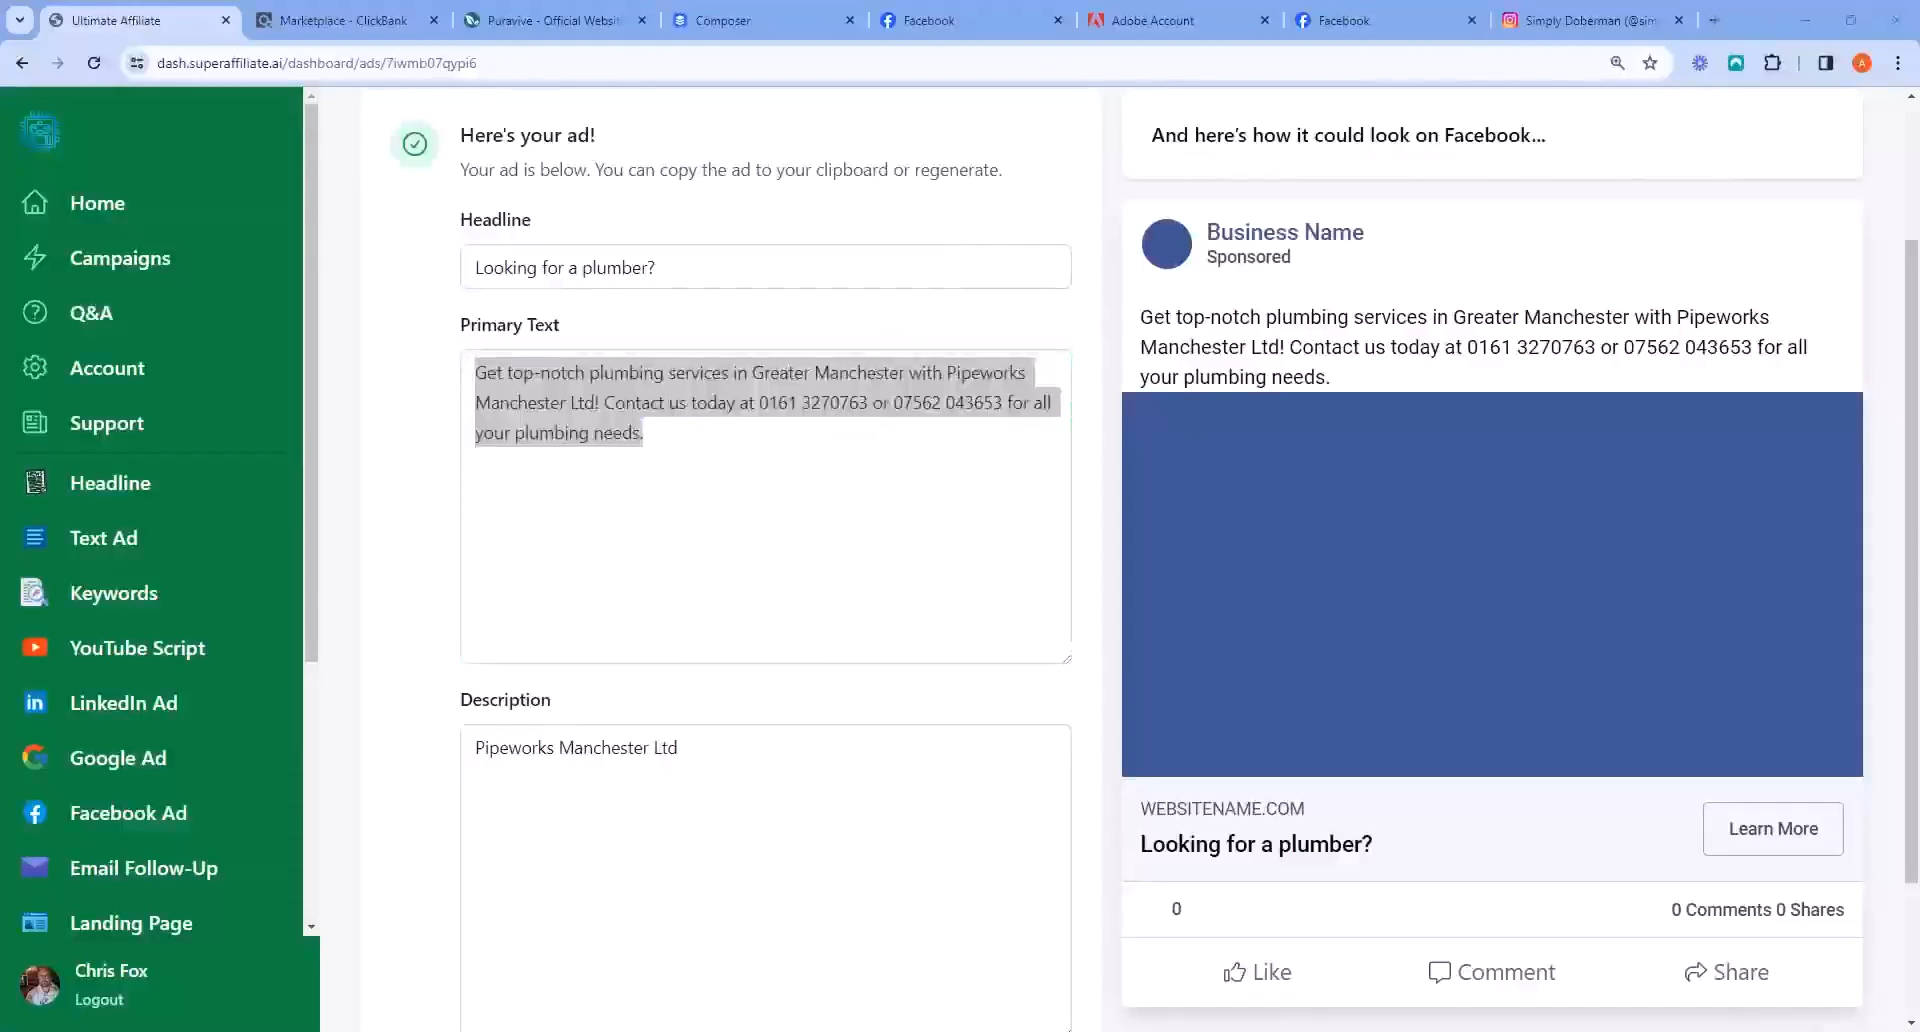 Ultimate Affiliate
Marketplace - ClickBank
Puravive - Official Websit
Composer
Facebook
Adobe Account
Facebook
Simply Doberman (@sim
dash.superaffiliate.ai/dashboard/ads/7iwmb07qypi6
A
Home
Campaigns
Q&A
Account
Support
Headline
Text Ad
Keywords
YouTube Script
LinkedIn Ad
Google Ad
Facebook Ad
Email Follow-Up
Landing Page
Chris Fox
Logout
Here's your ad!
Your ad is below. You can copy the ad to your clipboard or regenerate.
Headline
Looking for a plumber?
Primary Text
Get top-notch plumbing services in Greater Manchester with Pipeworks
Manchester Ltd! Contact us today at 0161 3270763 or 07562 043653 for all
your plumbing needs.
Description
Pipeworks Manchester Ltd
And here's how it could look on Facebook...
Business Name
Sponsored
Get top-notch plumbing services in Greater Manchester with Pipeworks
Manchester Ltd! Contact us today at 0161 3270763 or 07562 043653 for all
your plumbing needs.
WEBSITENAME.COM
Looking for a plumber?
Learn More
0
0 Comments 0 Shares
Like
Comment
Share